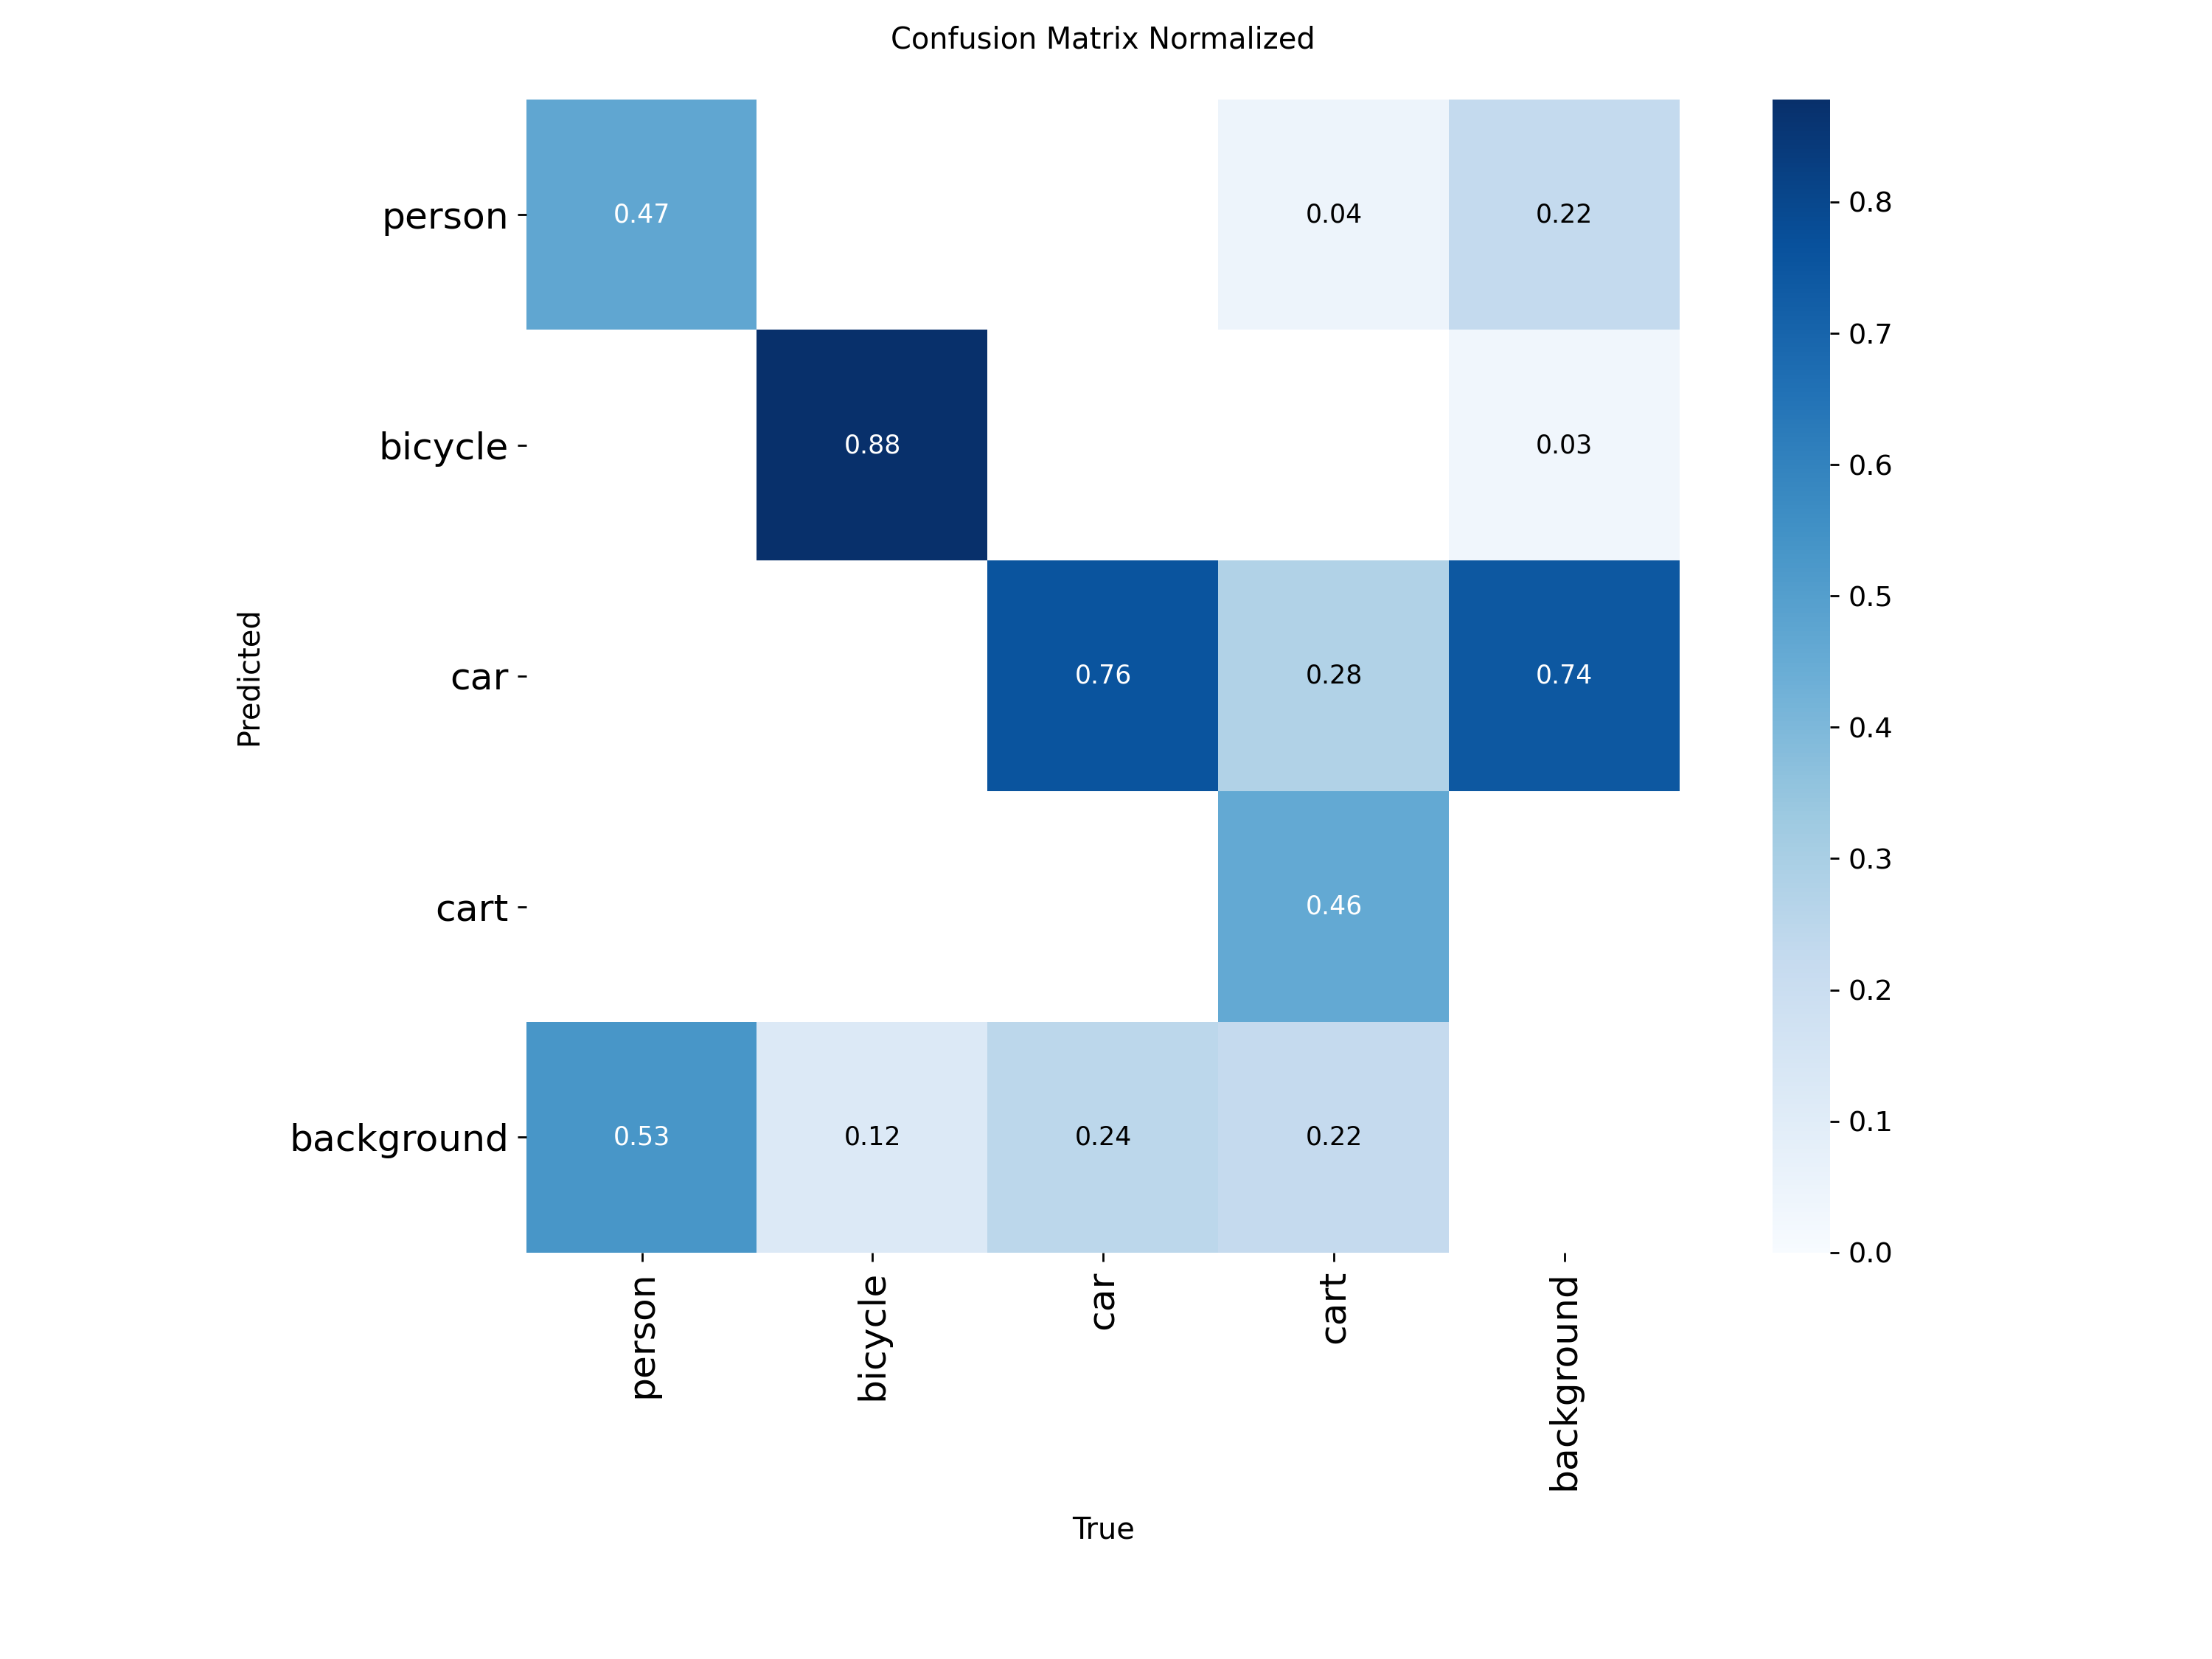 Confusion Matrix Normalized
person
0.47
0.04
0.22
0.8
0.7
bicycle
0.88
0.03
0.6
0.5
Predicted
car
0.76
0.28
0.74
0.4
0.3
cart
0.46
0.2
0.1
background
0.53
0.12
0.24
0.22
0.0
person
bicycle
car
cart
background
True